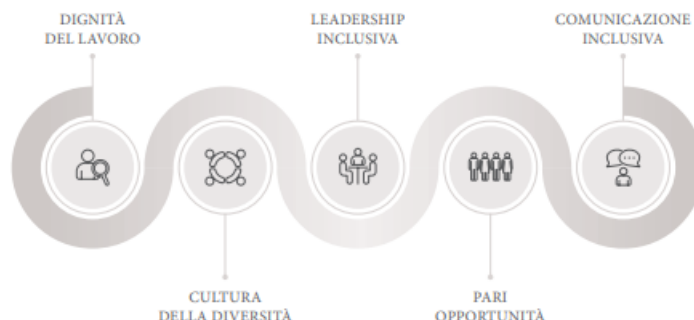 DIGNITÀ
DEL LAVORO
LEADERSHIP
INCLUSIVA
COMUNICAZIONE
INCLUSIVA
CULTURA
DELLA DIVERSITÀ
PARI
OPPORTUNITÀ